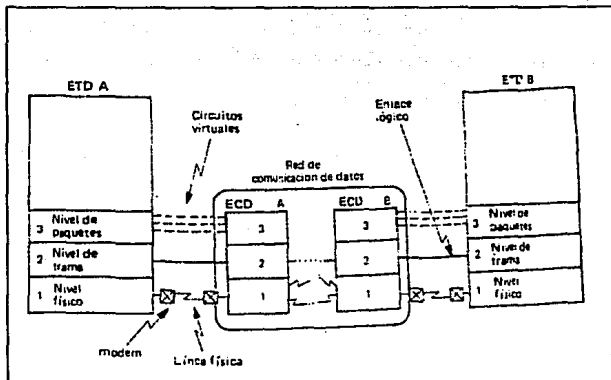 ETD A
Circuitos
virtuales
Red de
comunicación de datos
Enlace
lógico
ET B
ECD A
ECD B
3 Nivel de
paquetes
2 Nivel de
trama
1 Nivel
físico
3
2
1
3
2
1
3 Nivel de
paquetes
2 Nivel de
trama
1 Nivel
físico
modem
Línea física